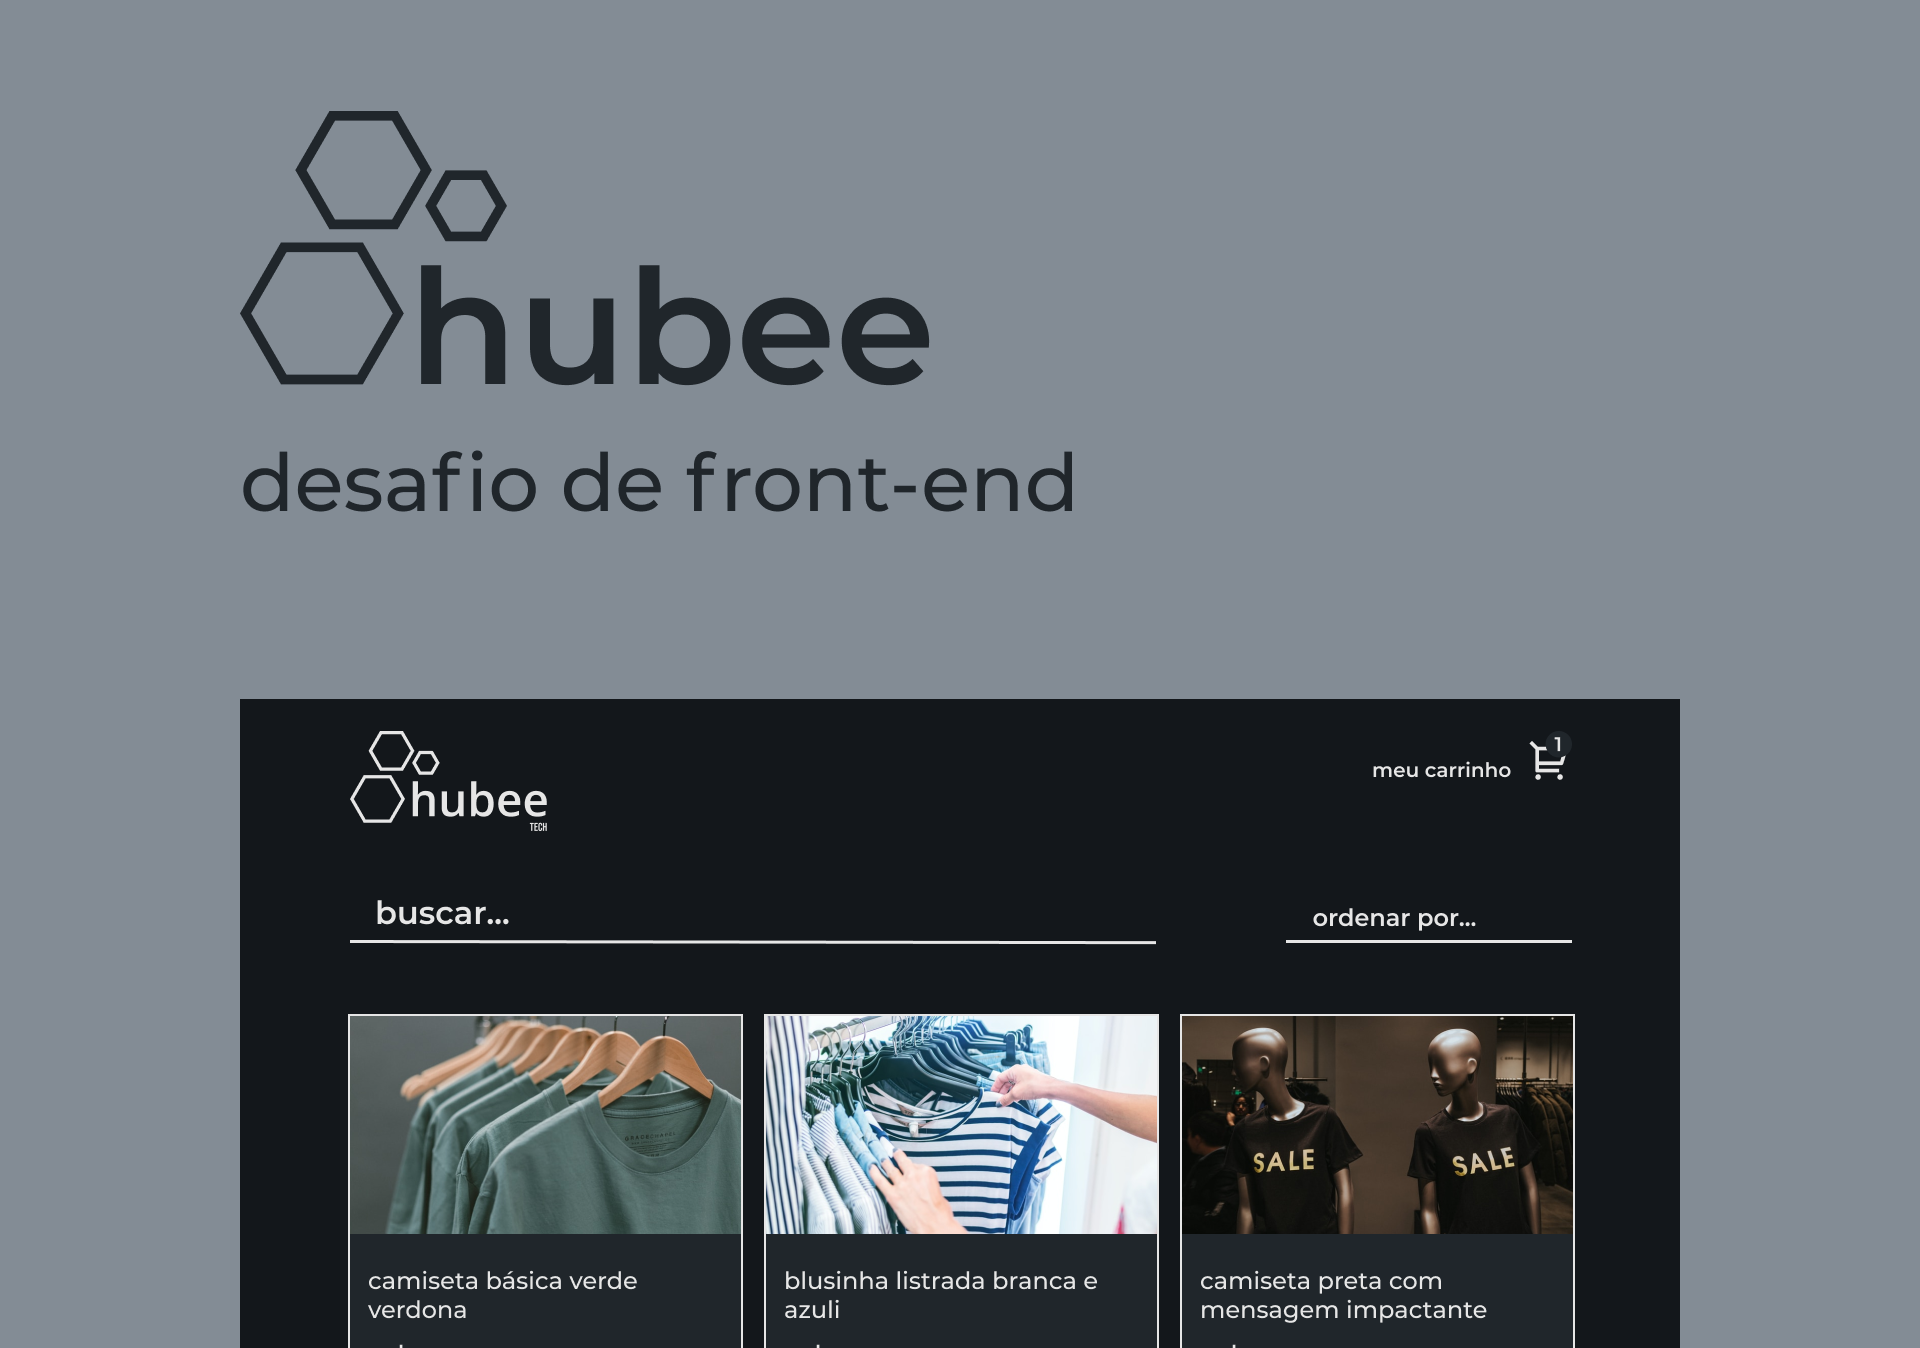 hubee
desafio de front-end
hubee
TECH
meu carrinho
1
buscar...
ordenar por...
SALE
SALE
camiseta básica verde
verdona
blusinha listrada branca e
azuli
camiseta preta com
mensagem impactante